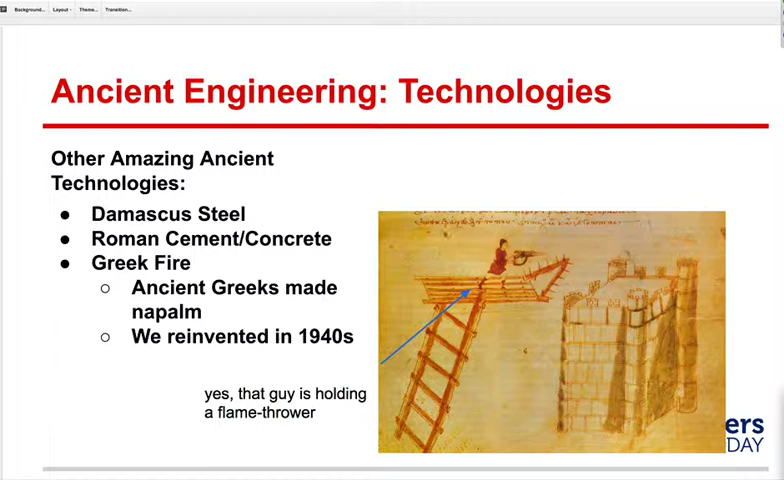 Background...
Layout
Theme...
Transition...
Ancient Engineering: Technologies
Other Amazing Ancient
Technologies:
● Damascus Steel
● Roman Cement/Concrete
● Greek Fire
○ Ancient Greeks made
napalm
○ We reinvented in 1940s
yes, that guy is holding
a flame-thrower
ers
DAY